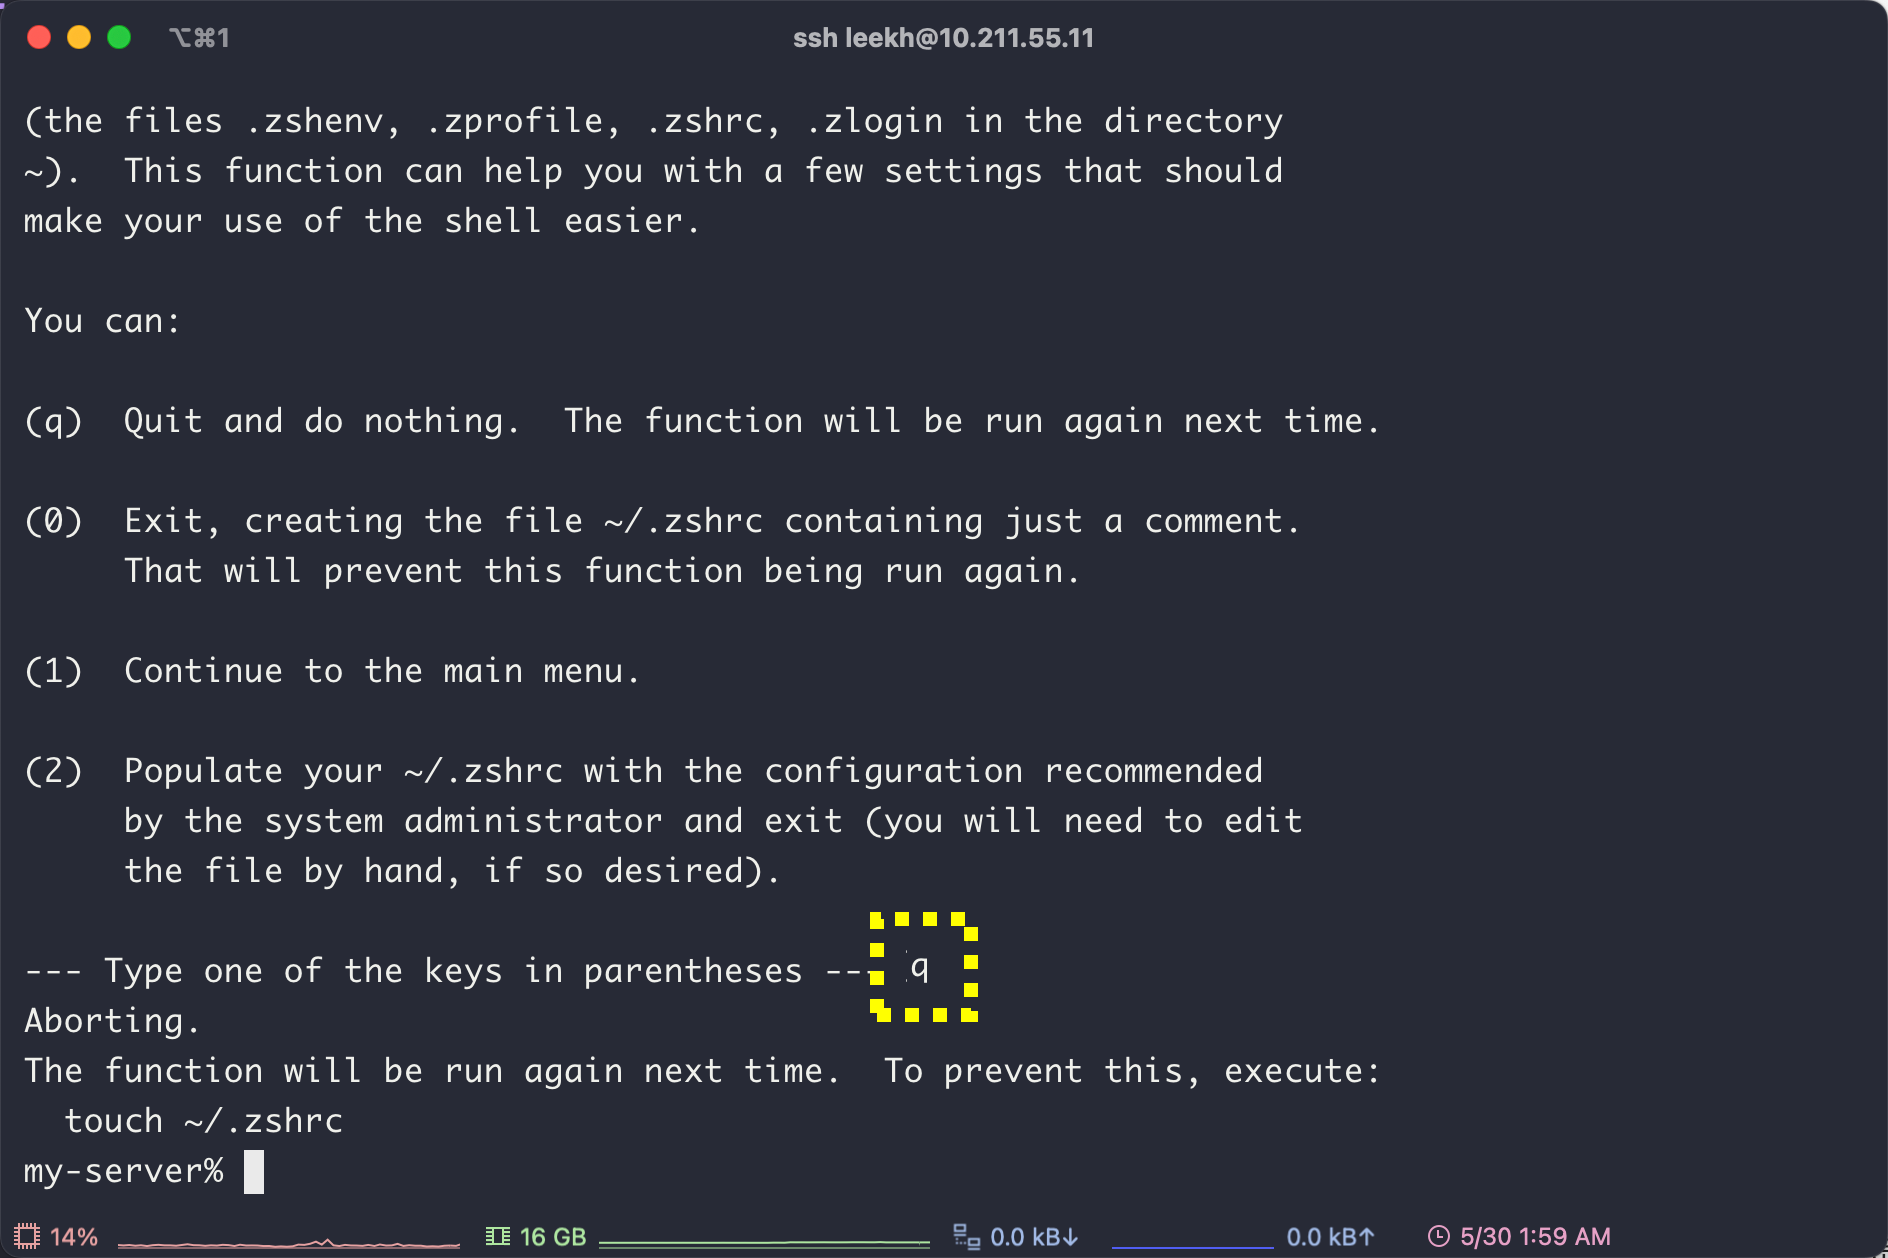 ⌥⌘1
ssh leekh@10.211.55.11
(the files .zshenv, .zprofile, .zshrc, .zlogin in the directory
~).  This function can help you with a few settings that should
make your use of the shell easier.
You can:
(q)  Quit and do nothing.  The function will be run again next time.
(0)  Exit, creating the file ~/.zshrc containing just a comment.
That will prevent this function being run again.
(1)  Continue to the main menu.
(2)  Populate your ~/.zshrc with the configuration recommended
by the system administrator and exit (you will need to edit
the file by hand, if so desired).
--- Type one of the keys in parentheses --- q
Aborting.
The function will be run again next time.  To prevent this, execute:
touch ~/.zshrc
my-server%
14% 16 GB 0.0 kB↓ 0.0 kB↑ 5/30 1:59 AM